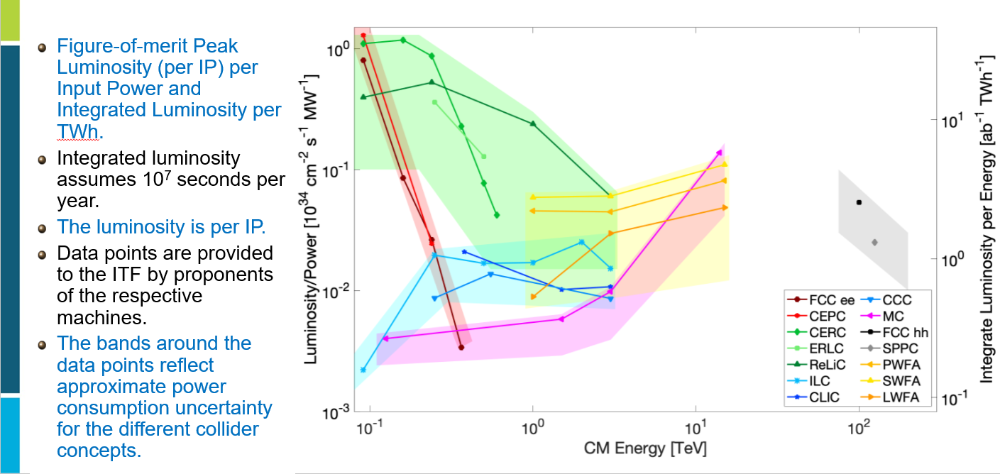 Figure-of-merit Peak
Luminosity (per IP) per
Input Power and
Integrated Luminosity per
TWh.
Integrated luminosity
assumes 10⁷ seconds per
year.
The luminosity is per IP.
Data points are provided
to the ITF by proponents
of the respective
machines.
The bands around the
data points reflect
approximate power
consumption uncertainty
for the different collider
concepts.
Luminosity/Power [10³⁴ cm⁻² s⁻¹ MW⁻¹]
10⁰
10⁻¹
10⁻²
10⁻³
10⁻¹
10⁰
10¹
10²
CM Energy [TeV]
10¹
10⁰
10⁻¹
Integrate Luminosity per Energy [ab⁻¹ TWh⁻¹]
FCC ee
CEPC
CERC
ERLC
ReLiC
ILC
CLIC
CCC
MC
FCC hh
SPPC
PWFA
SWFA
LWFA